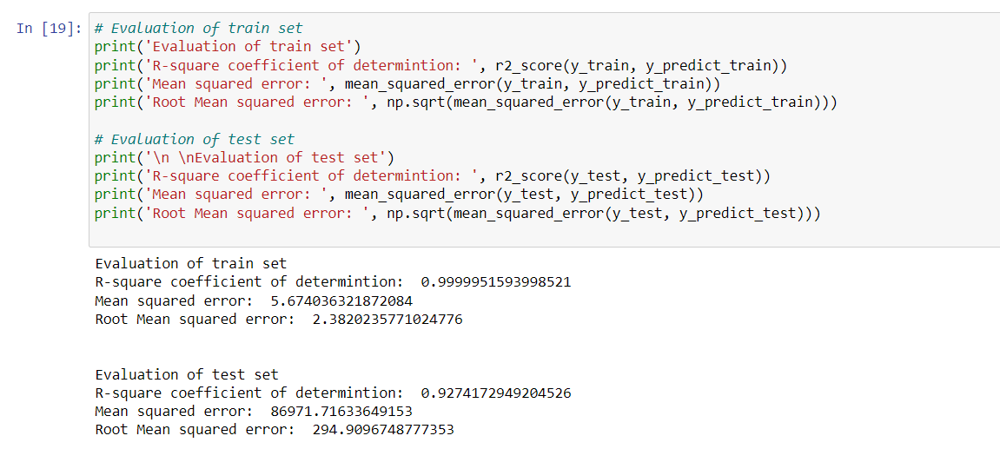 In [19]: # Evaluation of train set
print('Evaluation of train set')
print('R-square coefficient of determintion: ', r2_score(y_train, y_predict_train))
print('Mean squared error: ', mean_squared_error(y_train, y_predict_train))
print('Root Mean squared error: ', np.sqrt(mean_squared_error(y_train, y_predict_train)))
# Evaluation of test set
print('\n \nEvaluation of test set')
print('R-square coefficient of determintion: ', r2_score(y_test, y_predict_test))
print('Mean squared error: ', mean_squared_error(y_test, y_predict_test))
print('Root Mean squared error: ', np.sqrt(mean_squared_error(y_test, y_predict_test)))
Evaluation of train set
R-square coefficient of determintion:  0.9999951593998521
Mean squared error:  5.674036321872084
Root Mean squared error:  2.3820235771024776
Evaluation of test set
R-square coefficient of determintion:  0.9274172949204526
Mean squared error:  86971.71633649153
Root Mean squared error:  294.9096748777353